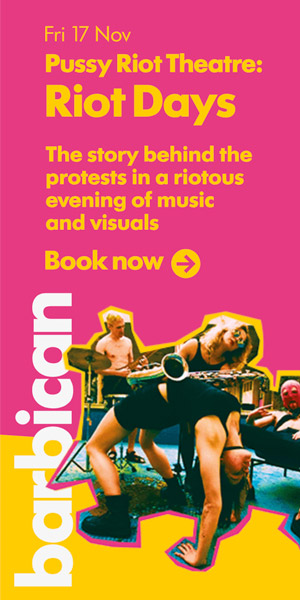 Fri 17 Nov
Pussy Riot Theatre:
Riot Days
The story behind the
protests in a riotous
evening of music
and visuals
Book now
barbican